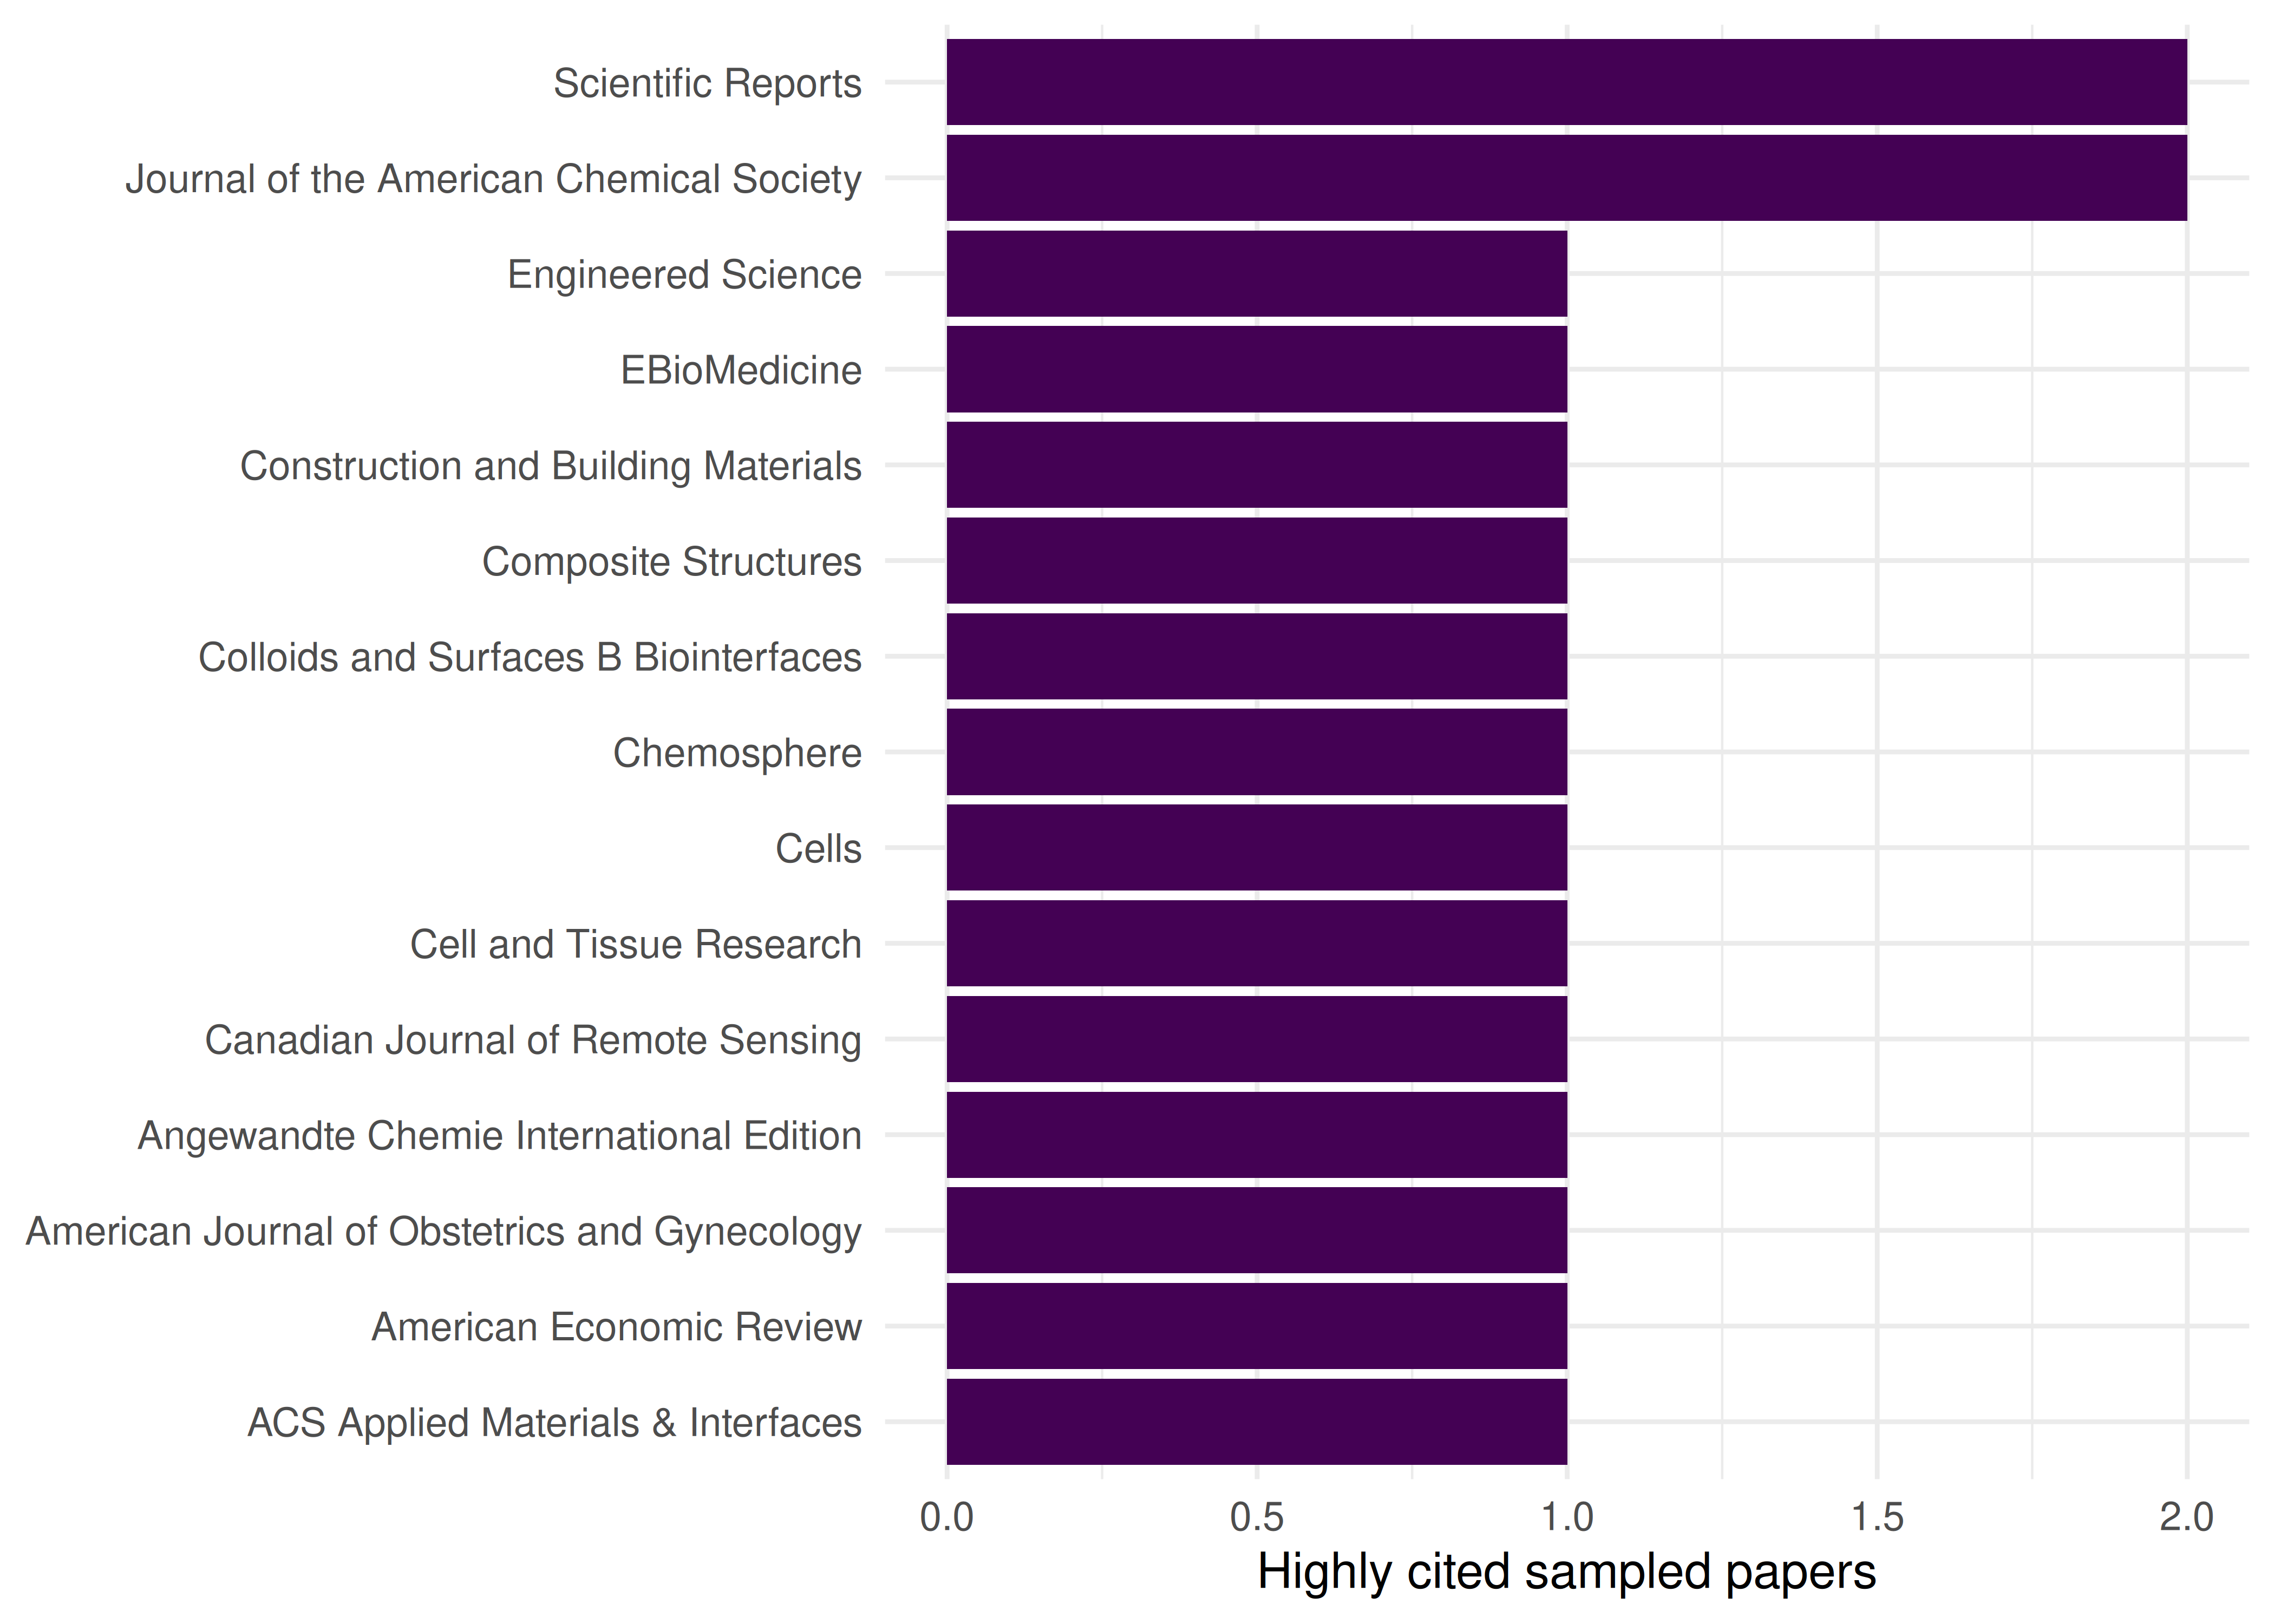 Scientific Reports
Journal of the American Chemical Society
Engineered Science
EBioMedicine
Construction and Building Materials
Composite Structures
Colloids and Surfaces B Biointerfaces
Chemosphere
Cells
Cell and Tissue Research
Canadian Journal of Remote Sensing
Angewandte Chemie International Edition
American Journal of Obstetrics and Gynecology
American Economic Review
ACS Applied Materials & Interfaces
0.0 0.5 1.0 1.5 2.0
Highly cited sampled papers